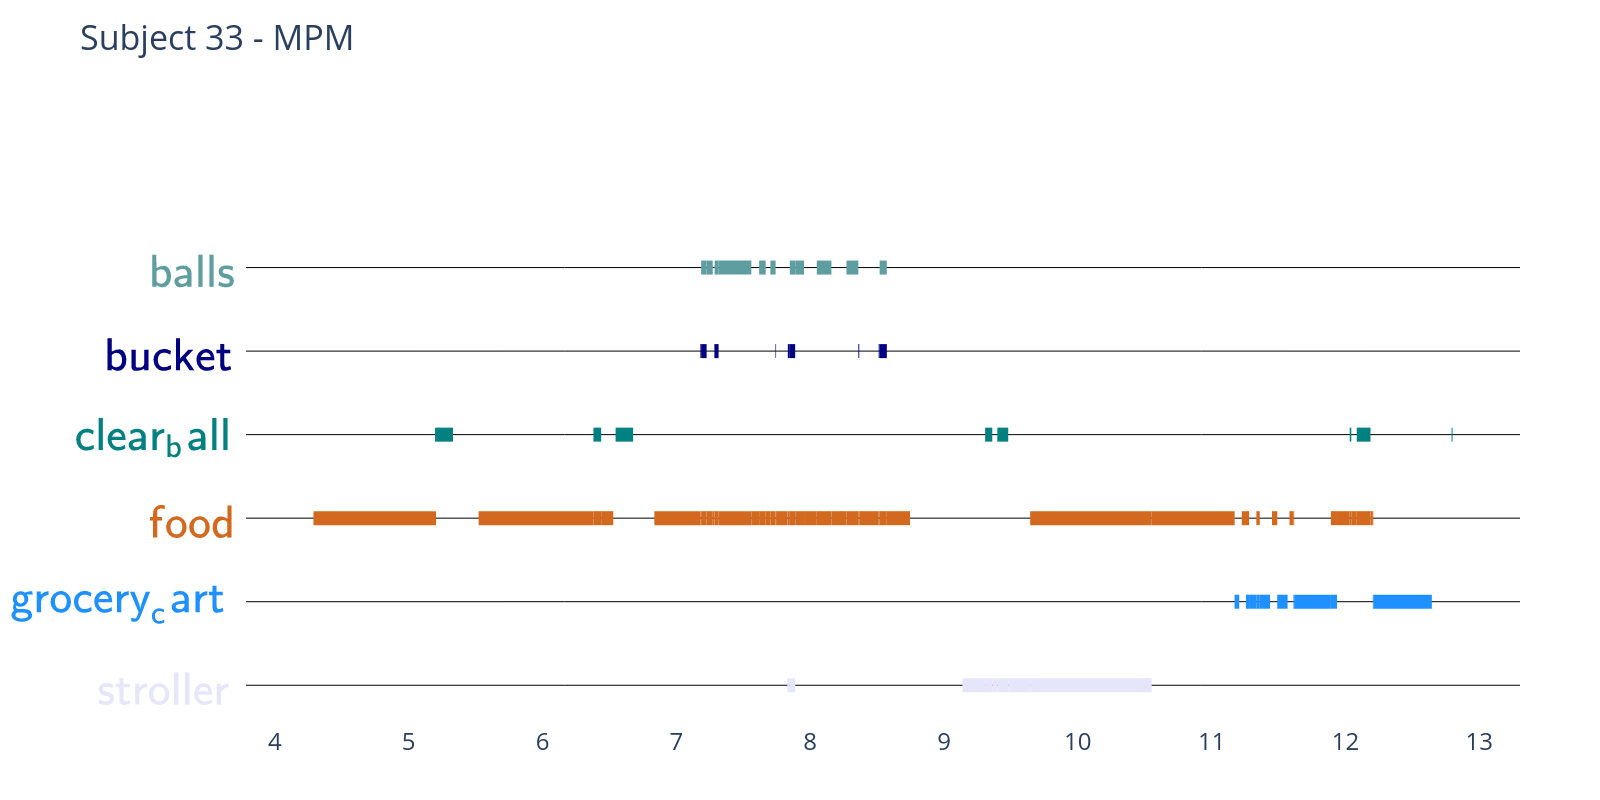 Subject 33 - MPM
balls
bucket
clear_ball
food
grocery_cart
stroller
4 5 6 7 8 9 10 11 12 13